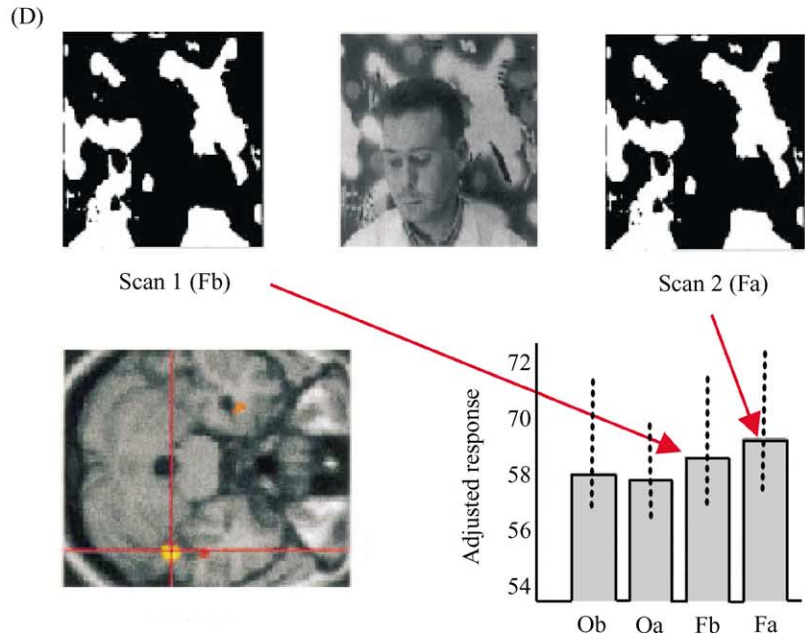 (D)
Scan 1 (Fb)
Scan 2 (Fa)
Adjusted response
72
70
58
56
54
Ob Oa Fb Fa